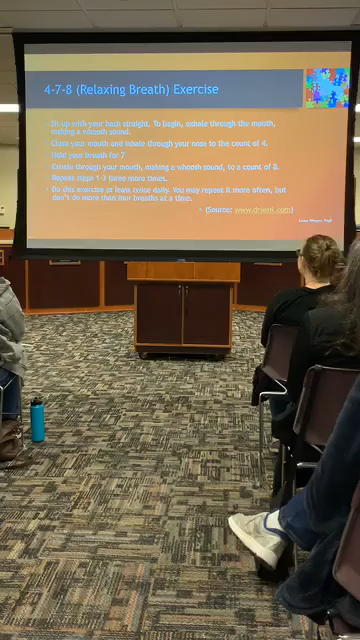 4-7-8 (Relaxing Breath) Exercise
Sit up with your back straight. To begin, exhale through the mouth,
making a whoosh sound.
Close your mouth and inhale through your nose to the count of 4.
Hold your breath for 7
Exhale through your mouth, making a whoosh sound, to a count of 8.
Repeat steps 1-3 three more times.
Do this exercise at least twice daily. You may repeat it more often, but
don't do more than four breaths at a time.
(Source: www.drweil.com)